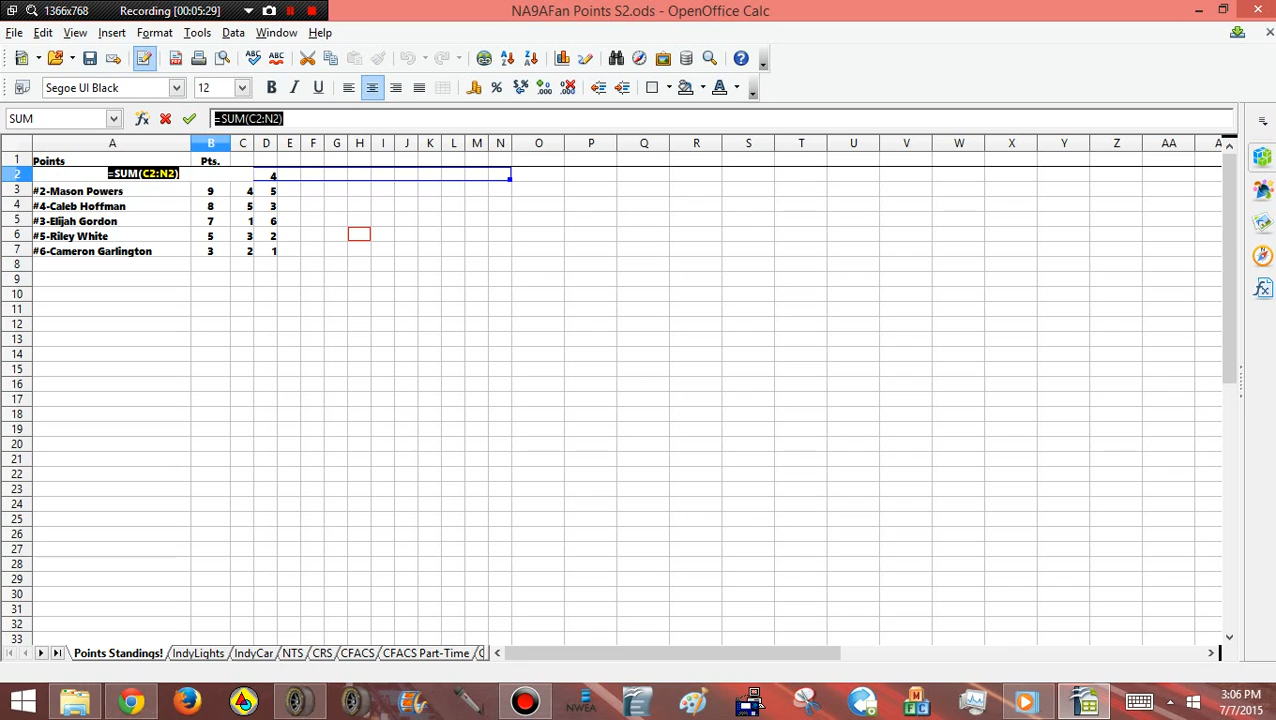 1366x768 Recording [00:05:29] NA9AFan Points S2.ods - OpenOffice Calc
File Edit View Insert Format Tools Data Window Help
Segoe UI Black 12
SUM =SUM(C2:N2)
A B C D E F G H I J K L M N O P Q R S T U V W X Y Z AA A
1 Points Pts.
2 =SUM(C2:N2) 4
3 #2-Mason Powers 9 4 5
4 #4-Caleb Hoffman 8 5 3
5 #3-Elijah Gordon 7 1 6
6 #5-Riley White 5 3 2
7 #6-Cameron Garlington 3 2 1
8
9
10
11
12
13
14
15
16
17
18
19
20
21
22
23
24
25
26
27
28
29
30
31
32
33
Points Standings! IndyLights IndyCar NTS CRS CFACS CFACS Part-Time
NWEA
3:06 PM
7/7/2015